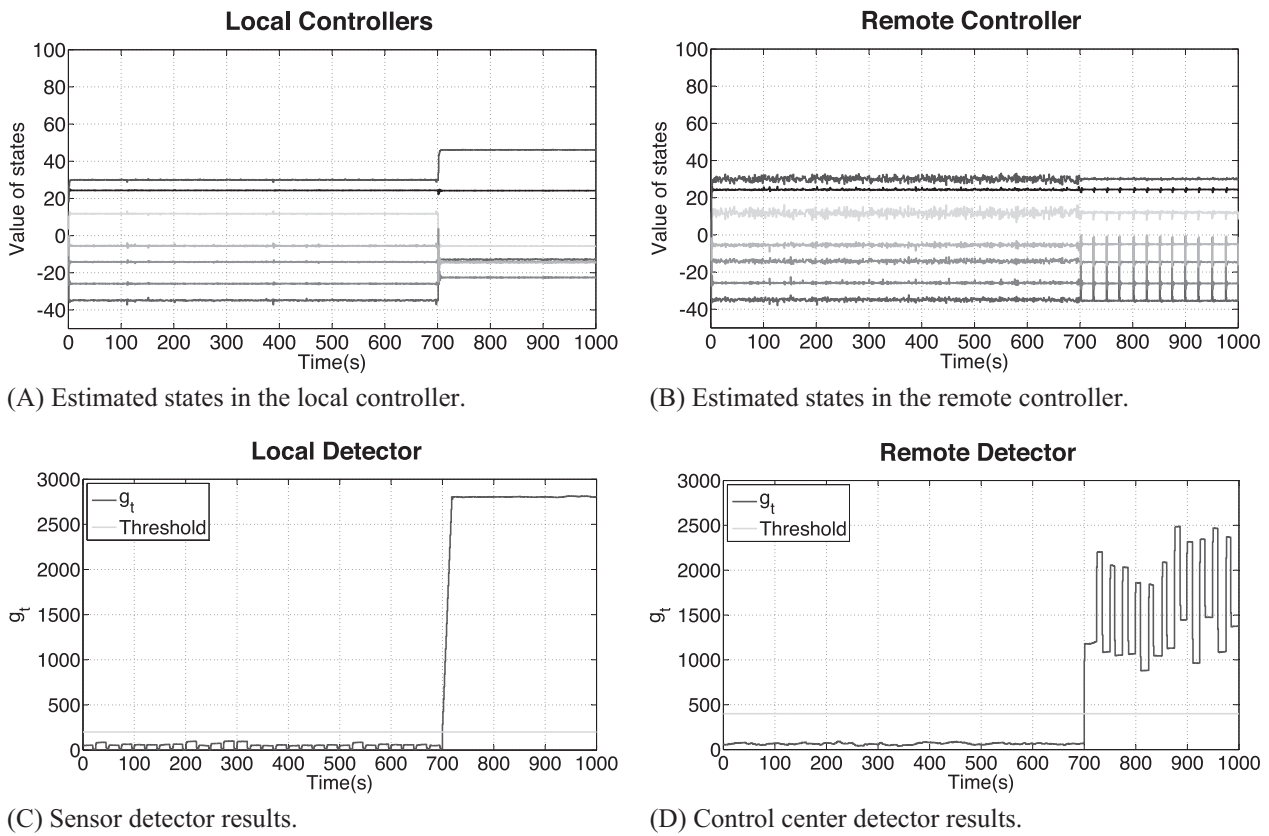 Local Controllers
Value of states
100
80
60
40
20
0
-20
-40
0 100 200 300 400 500 600 700 800 900 1000
Time(s)
(A) Estimated states in the local controller.
Remote Controller
Value of states
100
80
60
40
20
0
-20
-40
0 100 200 300 400 500 600 700 800 900 1000
Time(s)
(B) Estimated states in the remote controller.
Local Detector
g_t
3000
2500
2000
1500
1000
500
0
g_t
Threshold
0 100 200 300 400 500 600 700 800 900 1000
Time(s)
(C) Sensor detector results.
Remote Detector
g_t
3000
2500
2000
1500
1000
500
0
g_t
Threshold
0 100 200 300 400 500 600 700 800 900 1000
Time(s)
(D) Control center detector results.